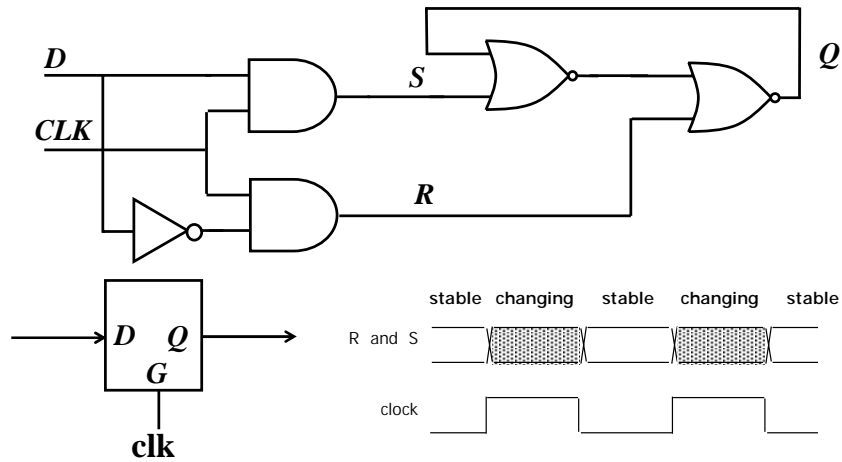 D
S
Q
CLK
R
stable changing stable changing stable
R and S
D Q
G
clock
clk